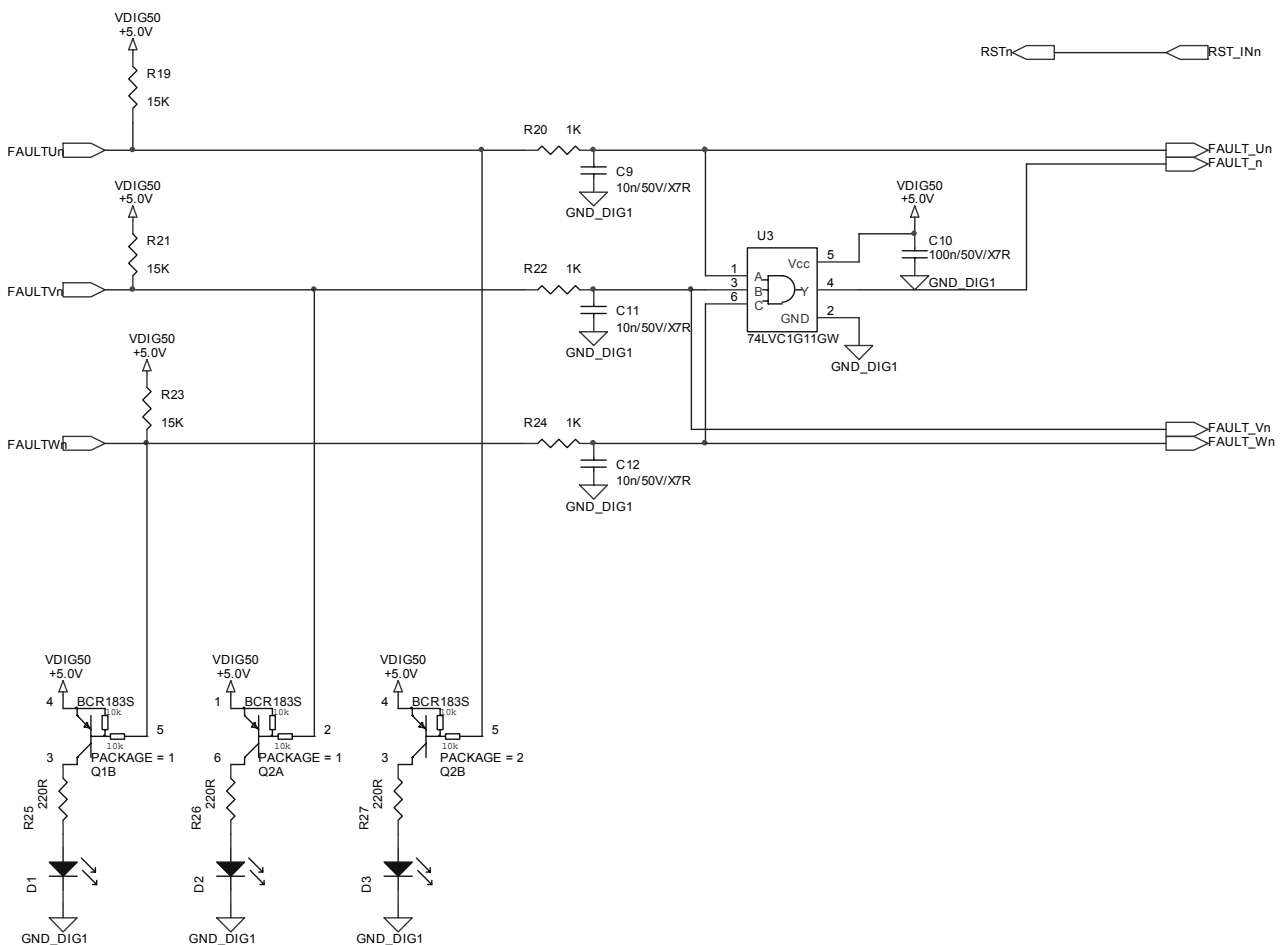 VDIG50
+5.0V
R19
15K
RSTn
RST_INn
FAULTUn
R20 1K
FAULT_Un
FAULT_n
C9
10n/50V/X7R
GND_DIG1
VDIG50
+5.0V
R21
15K
VDIG50
+5.0V
U3
C10
100n/50V/X7R
GND_DIG1
FAULTVn
R22 1K
C11
10n/50V/X7R
GND_DIG1
1 A Vcc 5
3 B Y 4
6 C
GND 2
74LVC1G11GW
GND_DIG1
VDIG50
+5.0V
R23
15K
FAULTWn
R24 1K
FAULT_Vn
FAULT_Wn
C12
10n/50V/X7R
GND_DIG1
VDIG50
+5.0V
4 BCR183S
10k
5
10k
3 PACKAGE = 1
Q1B
R25
220R
D1
GND_DIG1
VDIG50
+5.0V
1 BCR183S
10k
2
10k
6 PACKAGE = 1
Q2A
R26
220R
D2
GND_DIG1
VDIG50
+5.0V
4 BCR183S
10k
5
10k
3 PACKAGE = 2
Q2B
R27
220R
D3
GND_DIG1